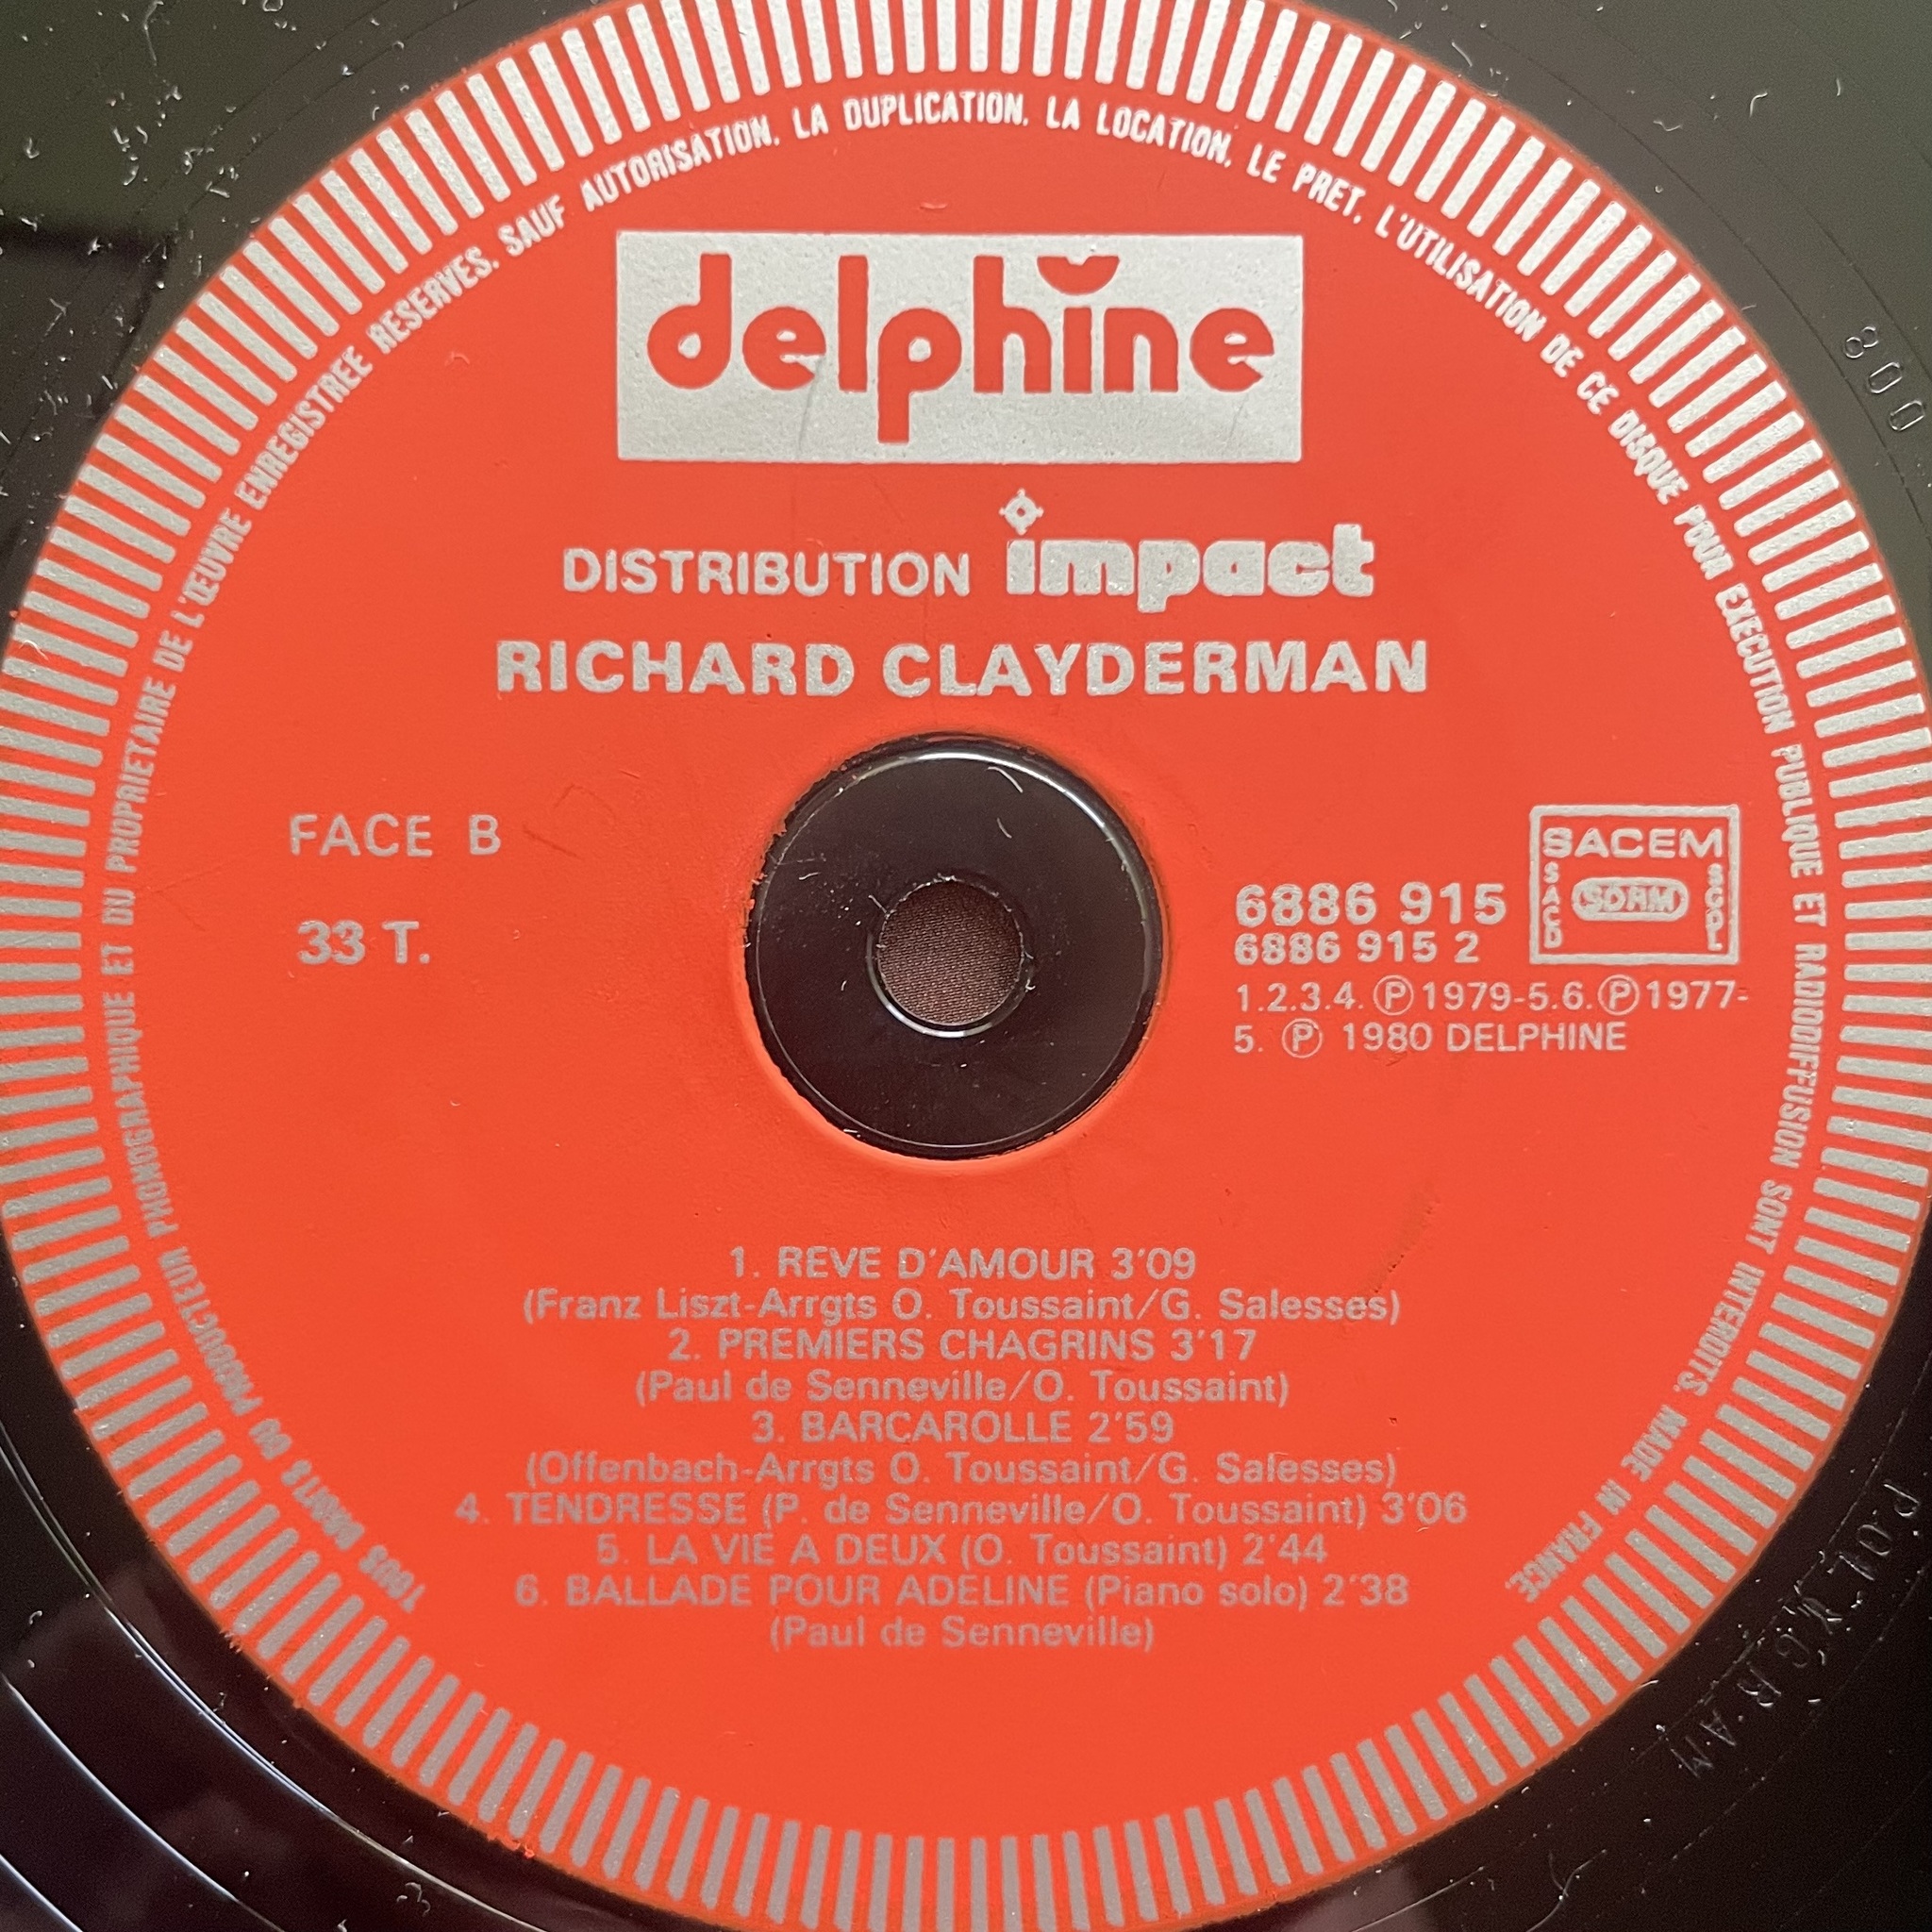 TOUS DROITS DU PRODUCTEUR PHONOGRAPHIQUE ET DU PROPRIETAIRE DE L'ŒUVRE ENREGISTREE RESERVES. SAUF AUTORISATION, LA DUPLICATION, LA LOCATION, LE PRET, L'UTILISATION DE CE DISQUE POUR EXECUTION PUBLIQUE ET RADIODIFFUSION SONT INTERDITS. MADE IN FRANCE.
delphine
DISTRIBUTION impact
RICHARD CLAYDERMAN
FACE B
33 T.
SACEM
SACD
SDRM
SGDL
6886 915
6886 915 2
1.2.3.4. Ⓟ 1979-5.6. Ⓟ 1977-
5. Ⓟ 1980 DELPHINE
1. REVE D'AMOUR 3'09
(Franz Liszt-Arrgts O. Toussaint/G. Salesses)
2. PREMIERS CHAGRINS 3'17
(Paul de Senneville/O. Toussaint)
3. BARCAROLLE 2'59
(Offenbach-Arrgts O. Toussaint/G. Salesses)
4. TENDRESSE (P. de Senneville/O. Toussaint) 3'06
5. LA VIE A DEUX (O. Toussaint) 2'44
6. BALLADE POUR ADELINE (Piano solo) 2'38
(Paul de Senneville)
800
POLYGRAM